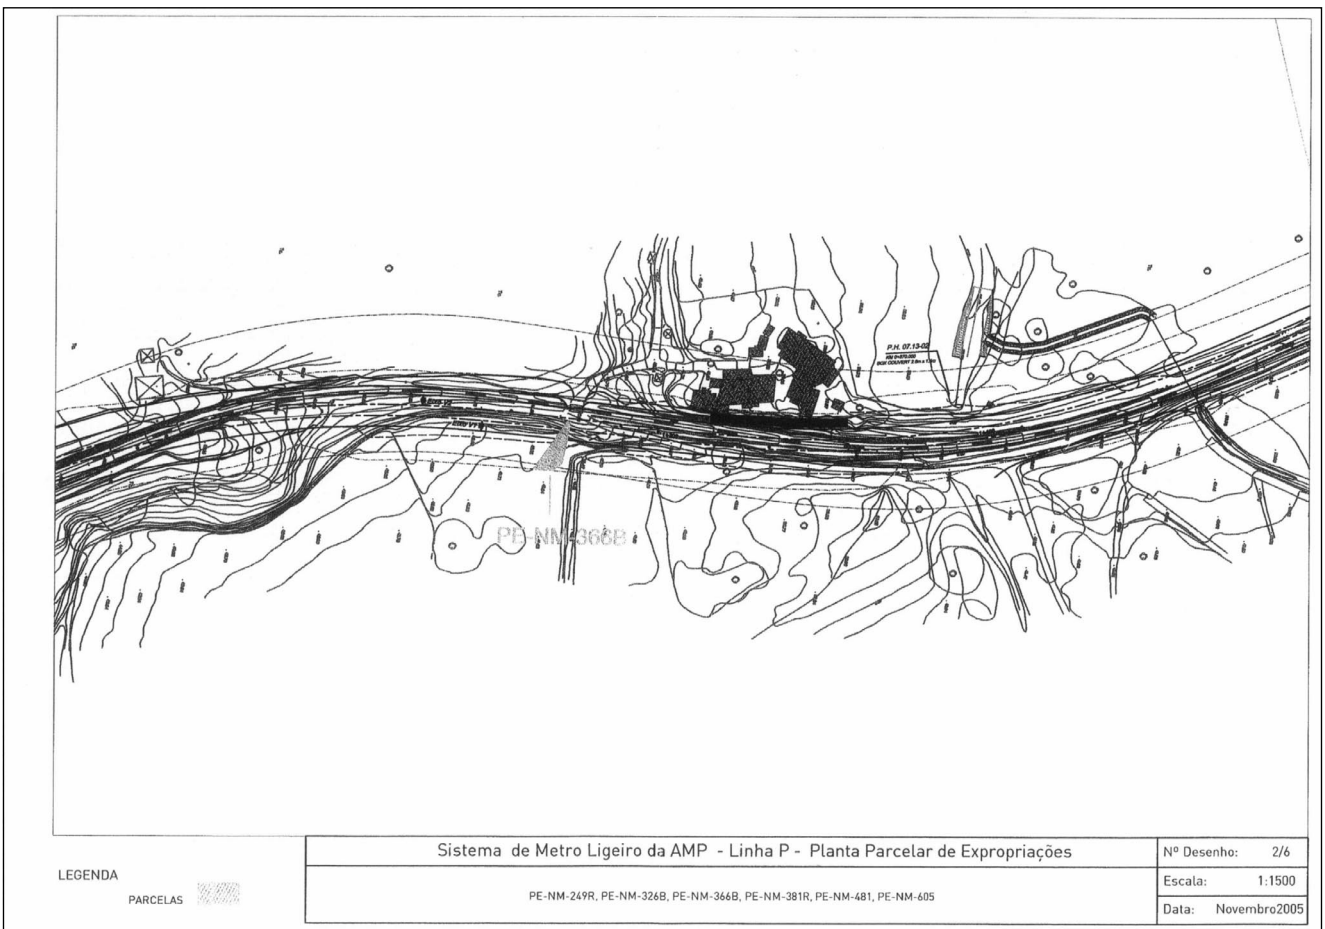 P.H. 07.13-02
PE-NM-366B
Sistema de Metro Ligeiro da AMP - Linha P - Planta Parcelar de Expropriações
Nº Desenho: 2/6
LEGENDA
PARCELAS
PE-NM-249R, PE-NM-326B, PE-NM-366B, PE-NM-381R, PE-NM-481, PE-NM-605
Escala: 1:1500
Data: Novembro2005